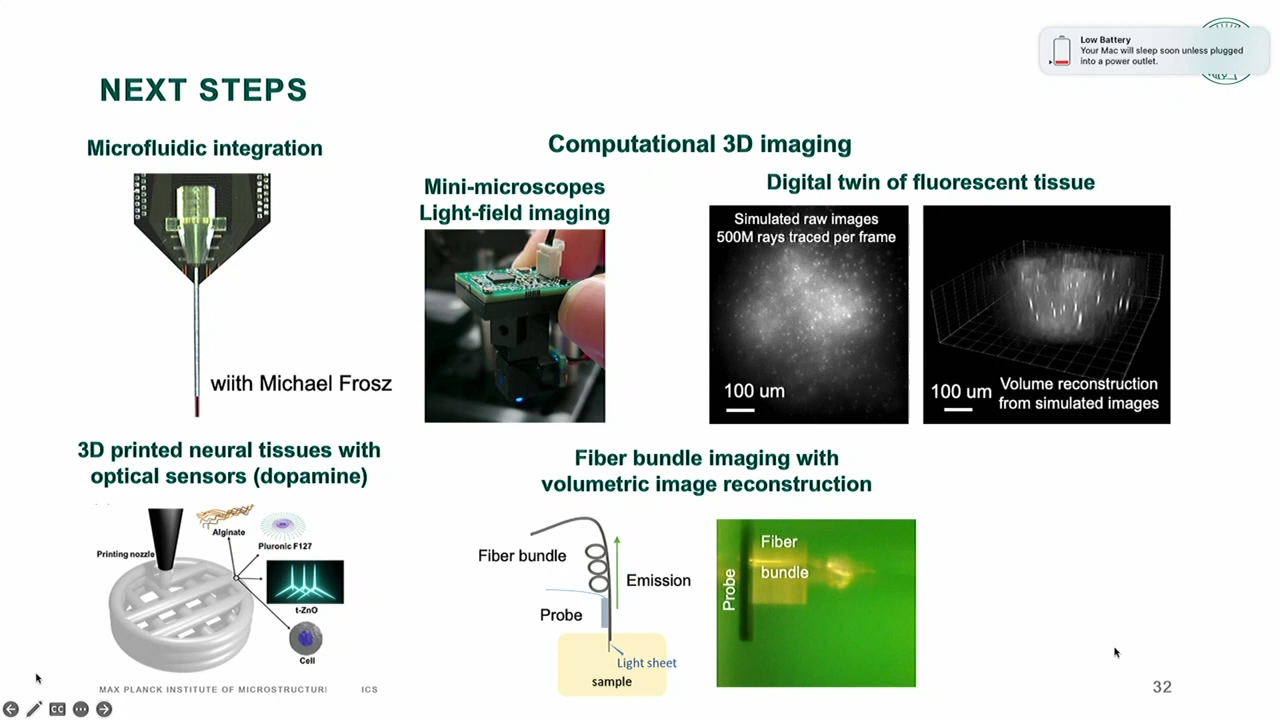 Low Battery
Your Mac will sleep soon unless plugged
into a power outlet.
NEXT STEPS
Microfluidic integration
wiith Michael Frosz
3D printed neural tissues with
optical sensors (dopamine)
Alginate
Pluronic F127
Printing nozzle
t-ZnO
Cell
Computational 3D imaging
Mini-microscopes
Light-field imaging
Digital twin of fluorescent tissue
Simulated raw images
500M rays traced per frame
100 um
100 um
Volume reconstruction
from simulated images
Fiber bundle imaging with
volumetric image reconstruction
Fiber bundle
Emission
Probe
Light sheet
sample
Probe
Fiber
bundle
MAX PLANCK INSTITUTE OF MICROSTRUCTUR
ICS
32
CC